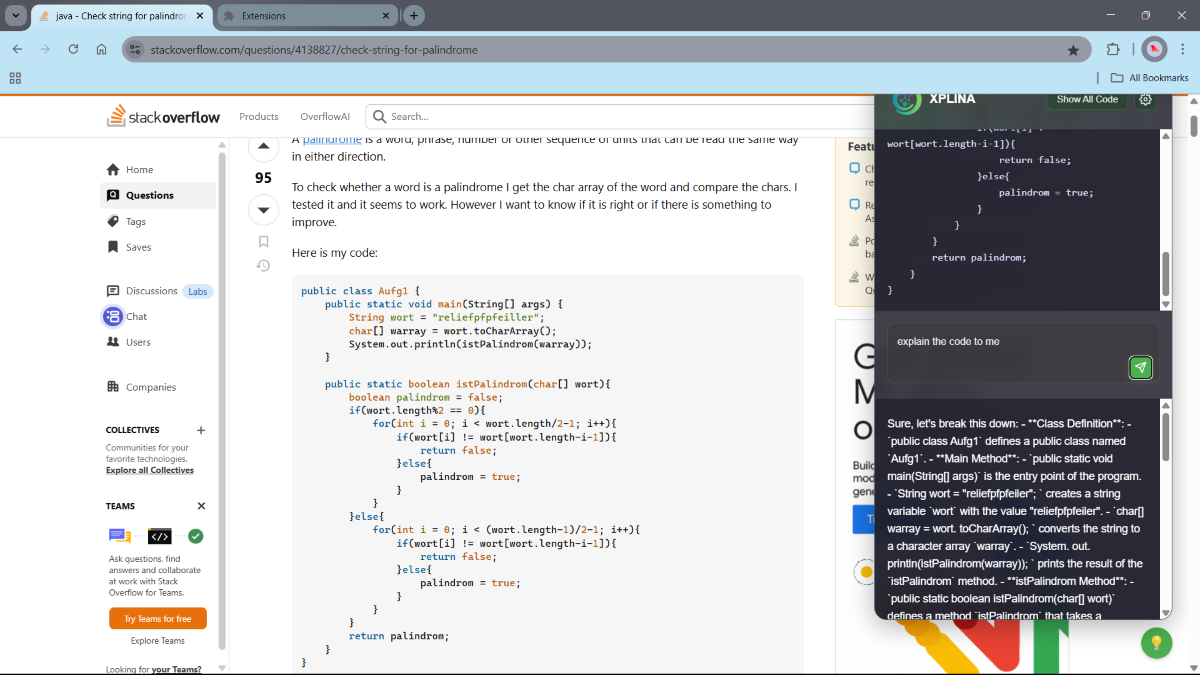 java - Check string for palindror
Extensions
stackoverflow.com/questions/4138827/check-string-for-palindrome
All Bookmarks
stackoverflow
Products
OverflowAI
Search...
Home
Questions
Tags
Saves
Discussions
Labs
Chat
Users
Companies
COLLECTIVES
Communities for your
favorite technologies.
Explore all Collectives
TEAMS
Ask questions, find
answers and collaborate
at work with Stack
Overflow for Teams.
Try Teams for free
Explore Teams
Looking for your Teams?
95
A palindrome is a word, phrase, number or other sequence of units that can be read the same way
in either direction.
To check whether a word is a palindrome I get the char array of the word and compare the chars. I
tested it and it seems to work. However I want to know if it is right or if there is something to
improve.
Here is my code:
public class Aufg1 {
public static void main(String[] args) {
String wort = "reliefpfpfeiller";
char[] warray = wort.toCharArray();
System.out.println(istPalindrom(warray));
}
public static boolean istPalindrom(char[] wort){
boolean palindrom = false;
if(wort.length%2 == 0){
for(int i = 0; i < wort.length/2-1; i++){
if(wort[i] != wort[wort.length-i-1]){
return false;
}else{
palindrom = true;
}
}
}else{
for(int i = 0; i < (wort.length-1)/2-1; i++){
if(wort[i] != wort[wort.length-i-1]){
return false;
}else{
palindrom = true;
}
}
}
return palindrom;
}
}
Featu
Ch
re
Re
As
Po
ba
W
Q
G
M
O
Build
mod
gene
XPLINA
Show All Code
wort[wort.length-i-1]){
return false;
}else{
palindrom = true;
}
}
}
return palindrom;
}
}
explain the code to me
Sure, let's break this down: - **Class Definition**: -
`public class Aufg1` defines a public class named
`Aufg1`. - **Main Method**: - `public static void
main(String[] args)` is the entry point of the program.
- `String wort = "reliefpfpfeiler"; ` creates a string
variable `wort` with the value "reliefpfpfeiler". - `char[]
warray = wort. toCharArray(); ` converts the string to
a character array `warray`. - `System. out.
println(istPalindrom(warray)); ` prints the result of the
`istPalindrom` method. - **istPalindrom Method**: -
`public static boolean istPalindrom(char[] wort)`
defines a method `istPalindrom` that takes a